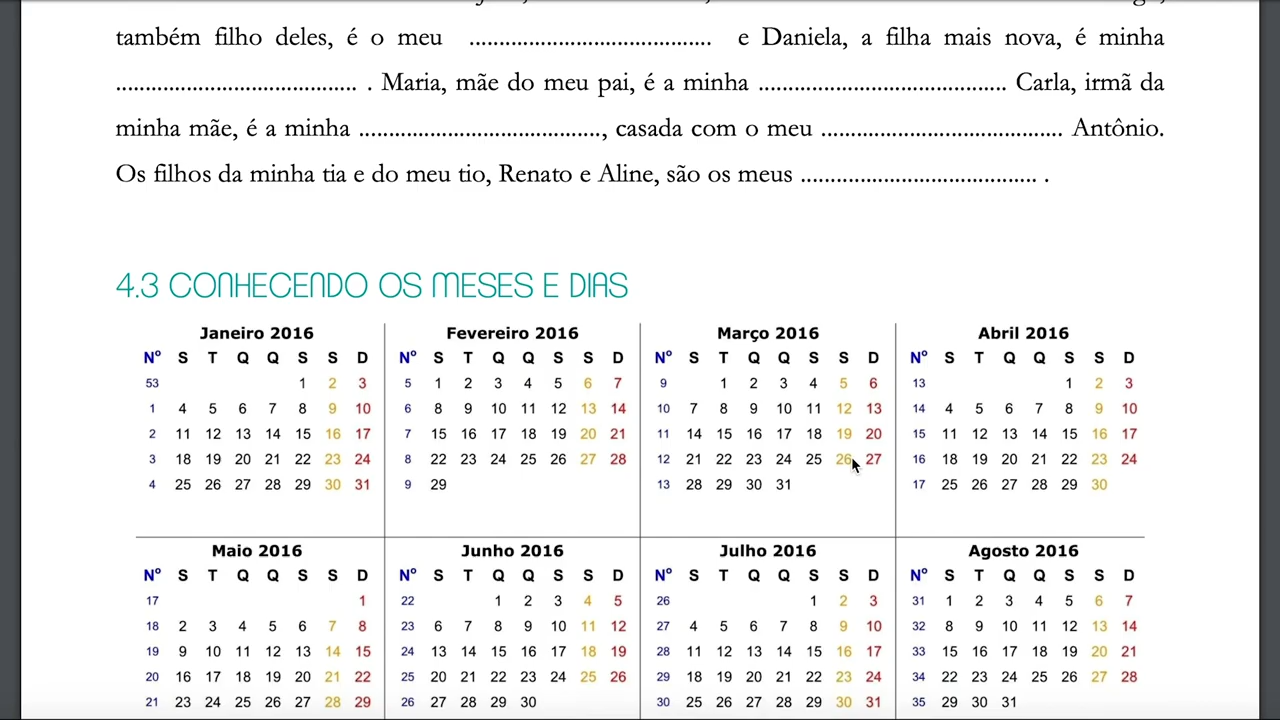 também filho deles, é o meu ......................................... e Daniela, a filha mais nova, é minha
......................................... . Maria, mãe do meu pai, é a minha .......................................... Carla, irmã da
minha mãe, é a minha ........................................., casada com o meu ......................................... Antônio.
Os filhos da minha tia e do meu tio, Renato e Aline, são os meus ........................................ .
4.3 CONHECENDO OS MESES E DIAS
Janeiro 2016
Nº S T Q Q S S D
53 1 2 3
1 4 5 6 7 8 9 10
2 11 12 13 14 15 16 17
3 18 19 20 21 22 23 24
4 25 26 27 28 29 30 31
Fevereiro 2016
Nº S T Q Q S S D
5 1 2 3 4 5 6 7
6 8 9 10 11 12 13 14
7 15 16 17 18 19 20 21
8 22 23 24 25 26 27 28
9 29
Março 2016
Nº S T Q Q S S D
9 1 2 3 4 5 6
10 7 8 9 10 11 12 13
11 14 15 16 17 18 19 20
12 21 22 23 24 25 26 27
13 28 29 30 31
Abril 2016
Nº S T Q Q S S D
13 1 2 3
14 4 5 6 7 8 9 10
15 11 12 13 14 15 16 17
16 18 19 20 21 22 23 24
17 25 26 27 28 29 30
Maio 2016
Nº S T Q Q S S D
17 1
18 2 3 4 5 6 7 8
19 9 10 11 12 13 14 15
20 16 17 18 19 20 21 22
21 23 24 25 26 27 28 29
Junho 2016
Nº S T Q Q S S D
22 1 2 3 4 5
23 6 7 8 9 10 11 12
24 13 14 15 16 17 18 19
25 20 21 22 23 24 25 26
26 27 28 29 30
Julho 2016
Nº S T Q Q S S D
26 1 2 3
27 4 5 6 7 8 9 10
28 11 12 13 14 15 16 17
29 18 19 20 21 22 23 24
30 25 26 27 28 29 30 31
Agosto 2016
Nº S T Q Q S S D
31 1 2 3 4 5 6 7
32 8 9 10 11 12 13 14
33 15 16 17 18 19 20 21
34 22 23 24 25 26 27 28
35 29 30 31